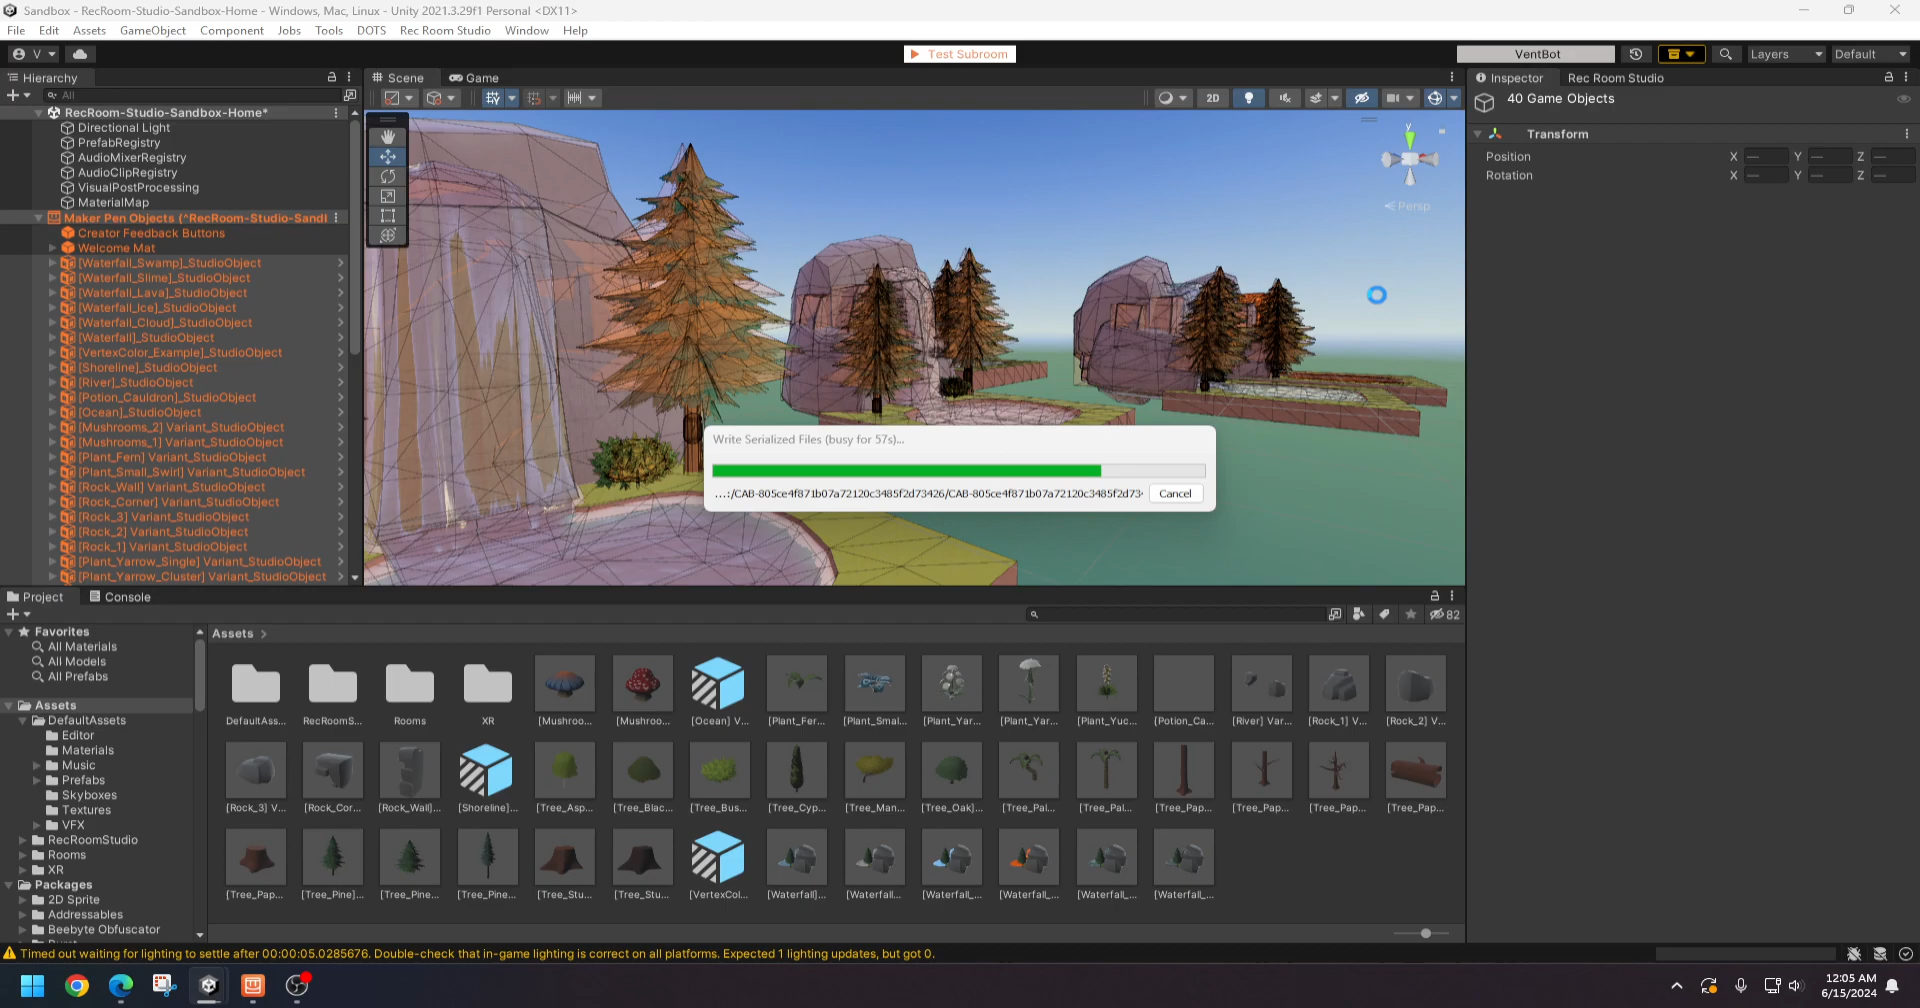 Sandbox - RecRoom-Studio-Sandbox-Home - Windows, Mac, Linux - Unity 2021.3.29f1 Personal <DX11>
File Edit Assets GameObject Component Jobs Tools DOTS Rec Room Studio Window Help
V Test Subroom VentBot Layers Default
Hierarchy
All
RecRoom-Studio-Sandbox-Home*
Directional Light
PrefabRegistry
AudioMixerRegistry
AudioClipRegistry
VisualPostProcessing
MaterialMap
Maker Pen Objects (^RecRoom-Studio-Sandl
Creator Feedback Buttons
Welcome Mat
[Waterfall_Swamp]_StudioObject
[Waterfall_Slime]_StudioObject
[Waterfall_Lava]_StudioObject
[Waterfall_Ice]_StudioObject
[Waterfall_Cloud]_StudioObject
[Waterfall]_StudioObject
[VertexColor_Example]_StudioObject
[Shoreline]_StudioObject
[River]_StudioObject
[Potion_Cauldron]_StudioObject
[Ocean]_StudioObject
[Mushrooms_2] Variant_StudioObject
[Mushrooms_1] Variant_StudioObject
[Plant_Fern] Variant_StudioObject
[Plant_Small_Swirl] Variant_StudioObject
[Rock_Wall] Variant_StudioObject
[Rock_Corner] Variant_StudioObject
[Rock_3] Variant_StudioObject
[Rock_2] Variant_StudioObject
[Rock_1] Variant_StudioObject
[Plant_Yarrow_Single] Variant_StudioObject
[Plant_Yarrow_Cluster] Variant_StudioObject
Scene Game
2D
y
Persp
Write Serialized Files (busy for 57s)...
...:/CAB-805ce4f871b07a72120c3485f2d73426/CAB-805ce4f871b07a72120c3485f2d73
Cancel
Inspector Rec Room Studio
40 Game Objects
Transform
Position X — Y — Z —
Rotation X — Y — Z —
Project Console
82
Favorites
All Materials
All Models
All Prefabs
Assets
DefaultAssets
Editor
Materials
Music
Prefabs
Skyboxes
Textures
VFX
RecRoomStudio
Rooms
XR
Packages
2D Sprite
Addressables
Beebyte Obfuscator
Assets
DefaultAss... RecRoomS... Rooms XR [Mushroo... [Mushroo... [Ocean] V... [Plant_Fer... [Plant_Smal... [Plant_Yar... [Plant_Yar... [Plant_Yuc... [Potion_Ca... [River] Var... [Rock_1] V... [Rock_2] V...
[Rock_3] V... [Rock_Cor... [Rock_Wall]... [Shoreline]... [Tree_Asp... [Tree_Blac... [Tree_Bus... [Tree_Cyp... [Tree_Man... [Tree_Oak]... [Tree_Pal... [Tree_Pal... [Tree_Pap... [Tree_Pap... [Tree_Pap... [Tree_Pap...
[Tree_Pap... [Tree_Pine]... [Tree_Pine... [Tree_Pine... [Tree_Stu... [Tree_Stu... [VertexCol... [Waterfall]... [Waterfall... [Waterfall_... [Waterfall_... [Waterfall_... [Waterfall_...
Timed out waiting for lighting to settle after 00:00:05.0285676. Double-check that in-game lighting is correct on all platforms. Expected 1 lighting updates, but got 0.
12:05 AM
6/15/2024